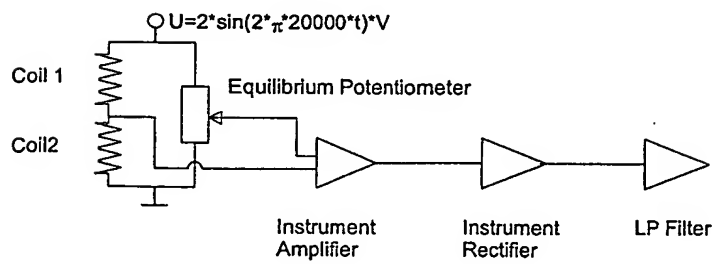 U=2*sin(2*π*20000*t)*V
Coil 1
Equilibrium Potentiometer
Coil2
Instrument
Amplifier
Instrument
Rectifier
LP Filter